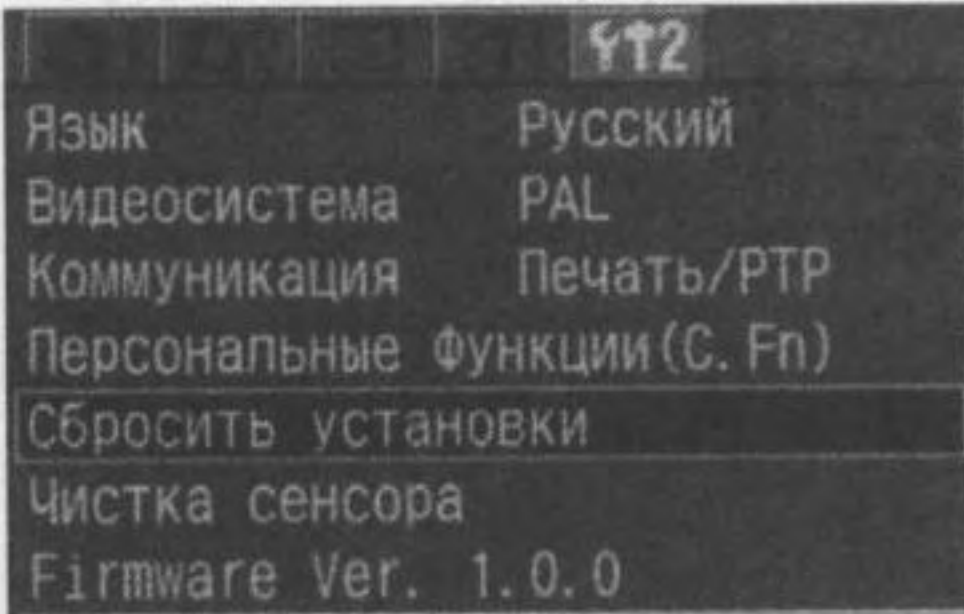 2
Язык Русский
Видеосистема PAL
Коммуникация Печать/PTP
Персональные Функции(C.Fn)
Сбросить установки
Чистка сенсора
Firmware Ver. 1.0.0